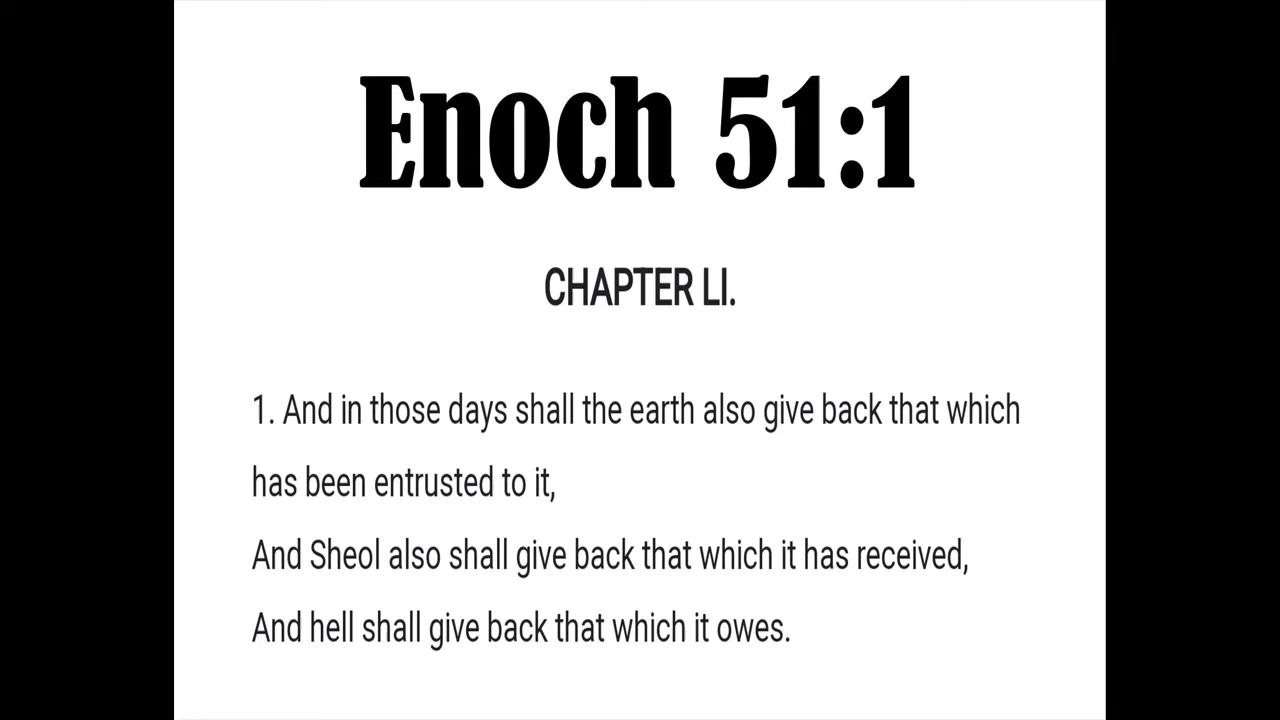 Enoch 51:1
CHAPTER LI.
1. And in those days shall the earth also give back that which
has been entrusted to it,
And Sheol also shall give back that which it has received,
And hell shall give back that which it owes.